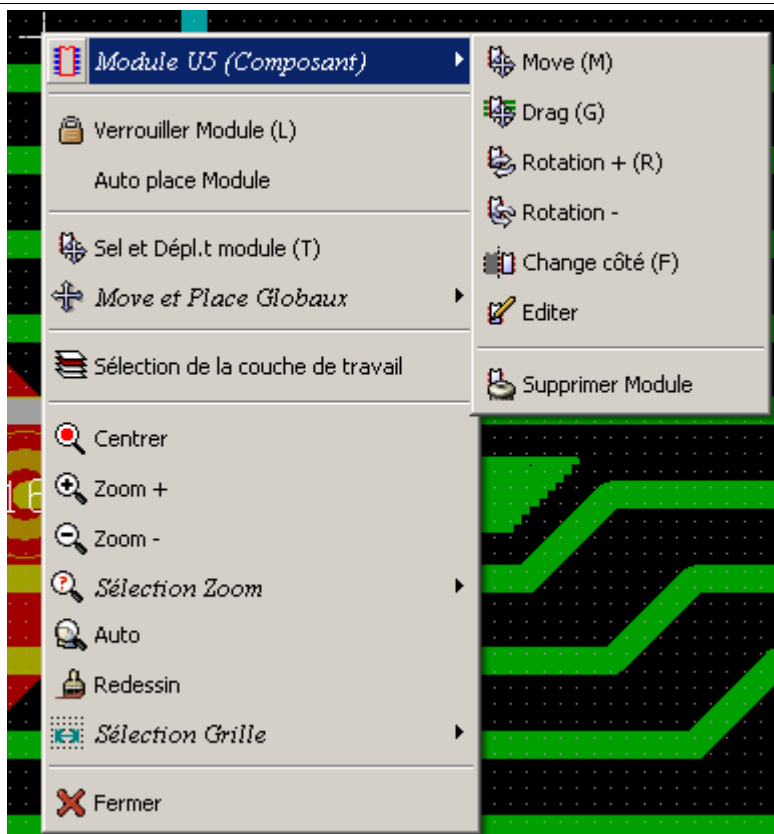 Module U5 (Composant)
Verrouiller Module (L)
Auto place Module
Sel et Dépl.t module (T)
Move et Place Globaux
Sélection de la couche de travail
Centrer
Zoom +
Zoom -
Sélection Zoom
Auto
Redessin
Sélection Grille
Fermer
Move (M)
Drag (G)
Rotation + (R)
Rotation -
Change côté (F)
Editer
Supprimer Module
16